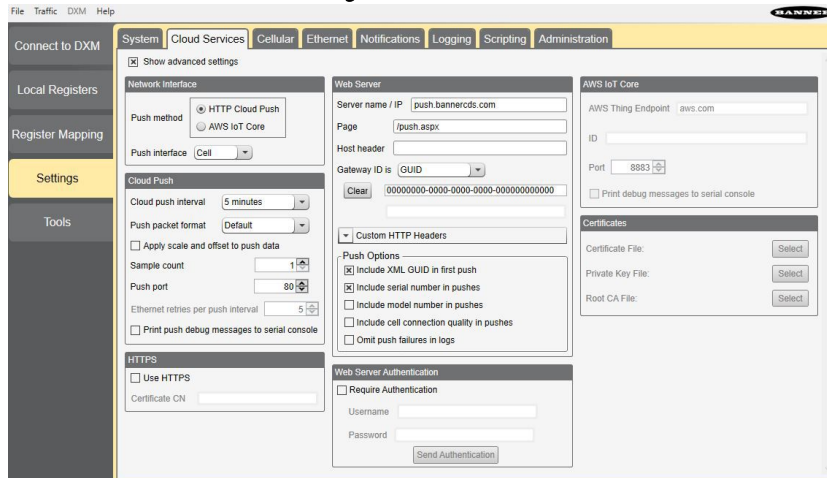 File Traffic DXM Help
BANNER
Connect to DXM
Local Registers
Register Mapping
Settings
Tools
System Cloud Services Cellular Ethernet Notifications Logging Scripting Administration
Show advanced settings
Network Interface
Push method
HTTP Cloud Push
AWS IoT Core
Push interface Cell
Cloud Push
Cloud push interval 5 minutes
Push packet format Default
Apply scale and offset to push data
Sample count 1
Push port 80
Ethernet retries per push interval 5
Print push debug messages to serial console
HTTPS
Use HTTPS
Certificate CN
Web Server
Server name / IP push.bannercds.com
Page /push.aspx
Host header
Gateway ID is GUID
Clear 00000000-0000-0000-0000-000000000000
Custom HTTP Headers
Push Options
Include XML GUID in first push
Include serial number in pushes
Include model number in pushes
Include cell connection quality in pushes
Omit push failures in logs
Web Server Authentication
Require Authentication
Username
Password
Send Authentication
AWS IoT Core
AWS Thing Endpoint aws.com
ID
Port 8883
Print debug messages to serial console
Certificates
Certificate File: Select
Private Key File: Select
Root CA File: Select